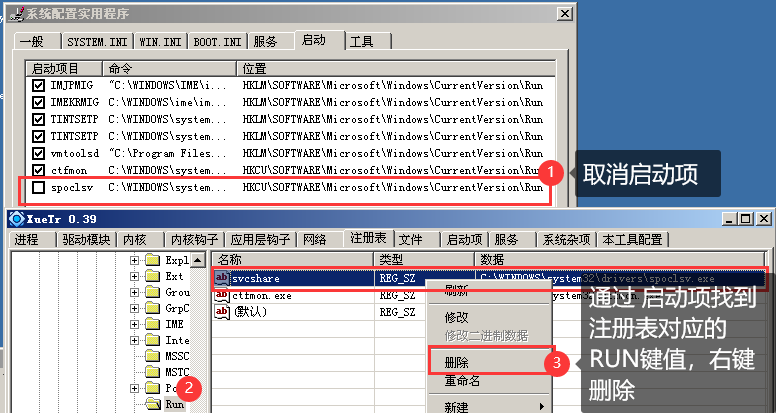 系统配置实用程序
一般 SYSTEM.INI WIN.INI BOOT.INI 服务 启动 工具
启动项目 命令 位置
IMJPMIG "C:\WINDOWS\IME\i... HKLM\SOFTWARE\Microsoft\Windows\CurrentVersion\Run
IMEKRMIG C:\WINDOWS\ime\im... HKLM\SOFTWARE\Microsoft\Windows\CurrentVersion\Run
TINTSETP C:\WINDOWS\system... HKLM\SOFTWARE\Microsoft\Windows\CurrentVersion\Run
TINTSETP C:\WINDOWS\system... HKLM\SOFTWARE\Microsoft\Windows\CurrentVersion\Run
vmtoolsd "C:\Program Files... HKLM\SOFTWARE\Microsoft\Windows\CurrentVersion\Run
ctfmon C:\WINDOWS\system... HKCU\SOFTWARE\Microsoft\Windows\CurrentVersion\Run
spoclsv C:\WINDOWS\system... HKCU\SOFTWARE\Microsoft\Windows\CurrentVersion\Run
1 取消启动项
XueTr 0.39
进程 驱动模块 内核 内核钩子 应用层钩子 网络 注册表 文件 启动项 服务 系统杂项 本工具配置
名称 类型 数据
Expl
Ext
Grou
GrpC
IME
Inte
MSSC
MSTC
Po
Run
2
svcshare REG_SZ C:\WINDOWS\system32\drivers\spoclsv.exe
ctfmon.exe REG_SZ
(默认) REG_SZ
刷新
修改
修改二进制数据
删除
重命名
新建
3
通过 启动项找到
注册表对应的
RUN键值，右键
删除